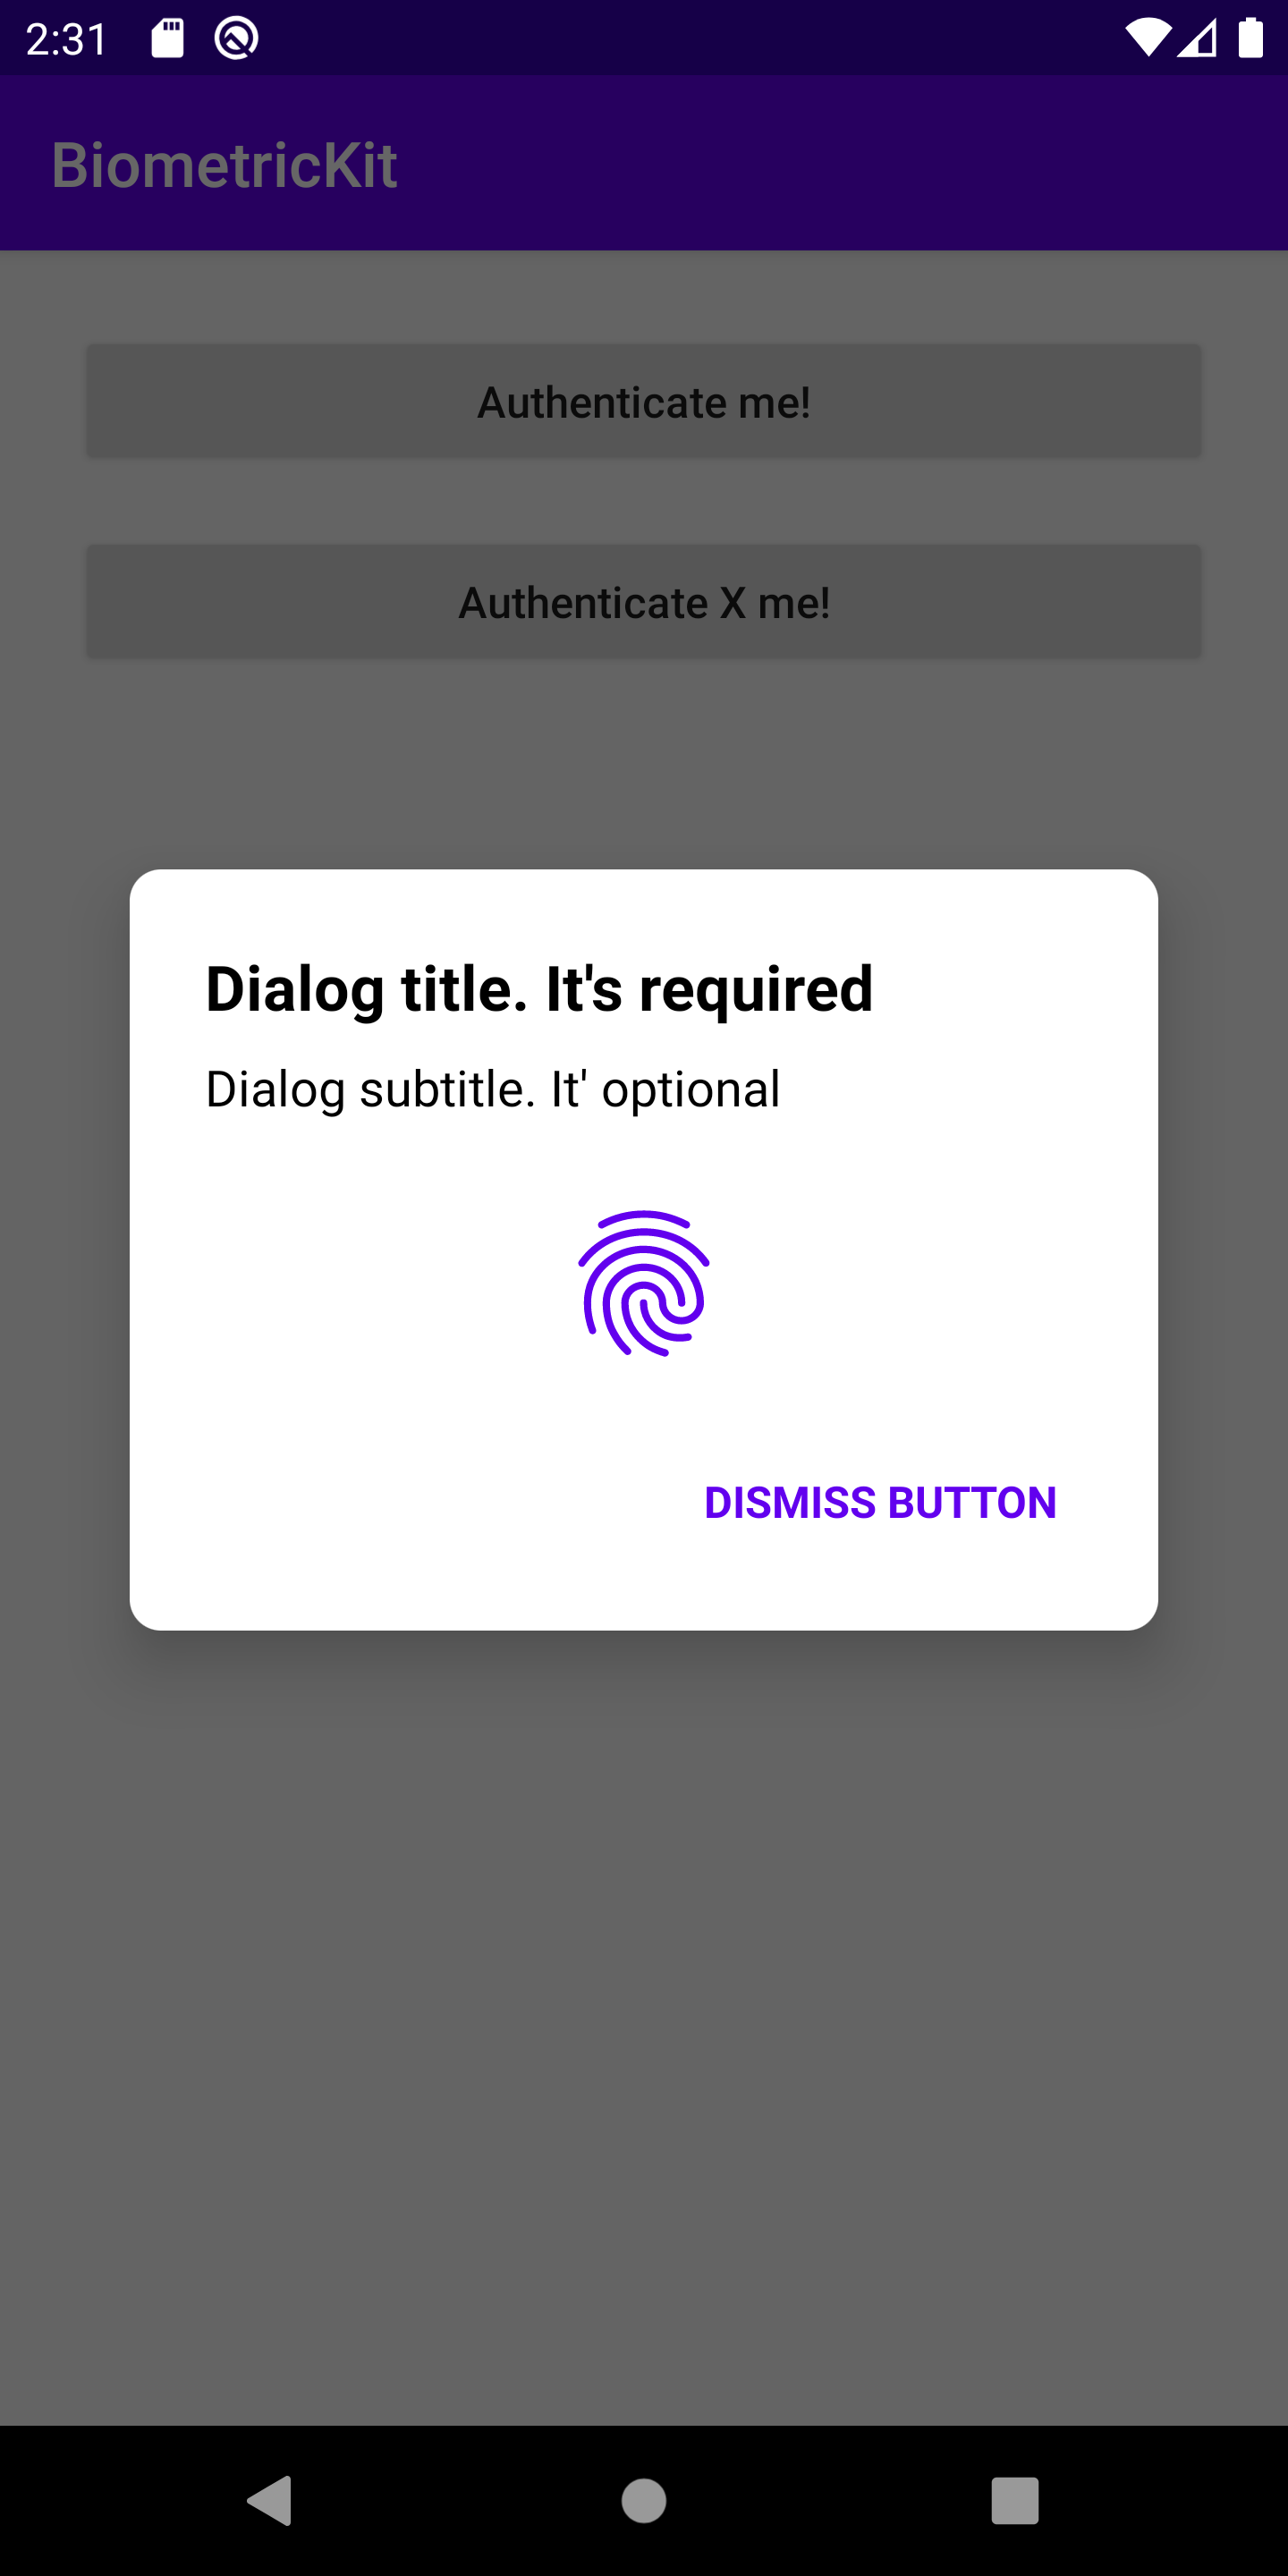 2:31
BiometricKit
Authenticate me!
Authenticate X me!
Dialog title. It's required
Dialog subtitle. It' optional
DISMISS BUTTON